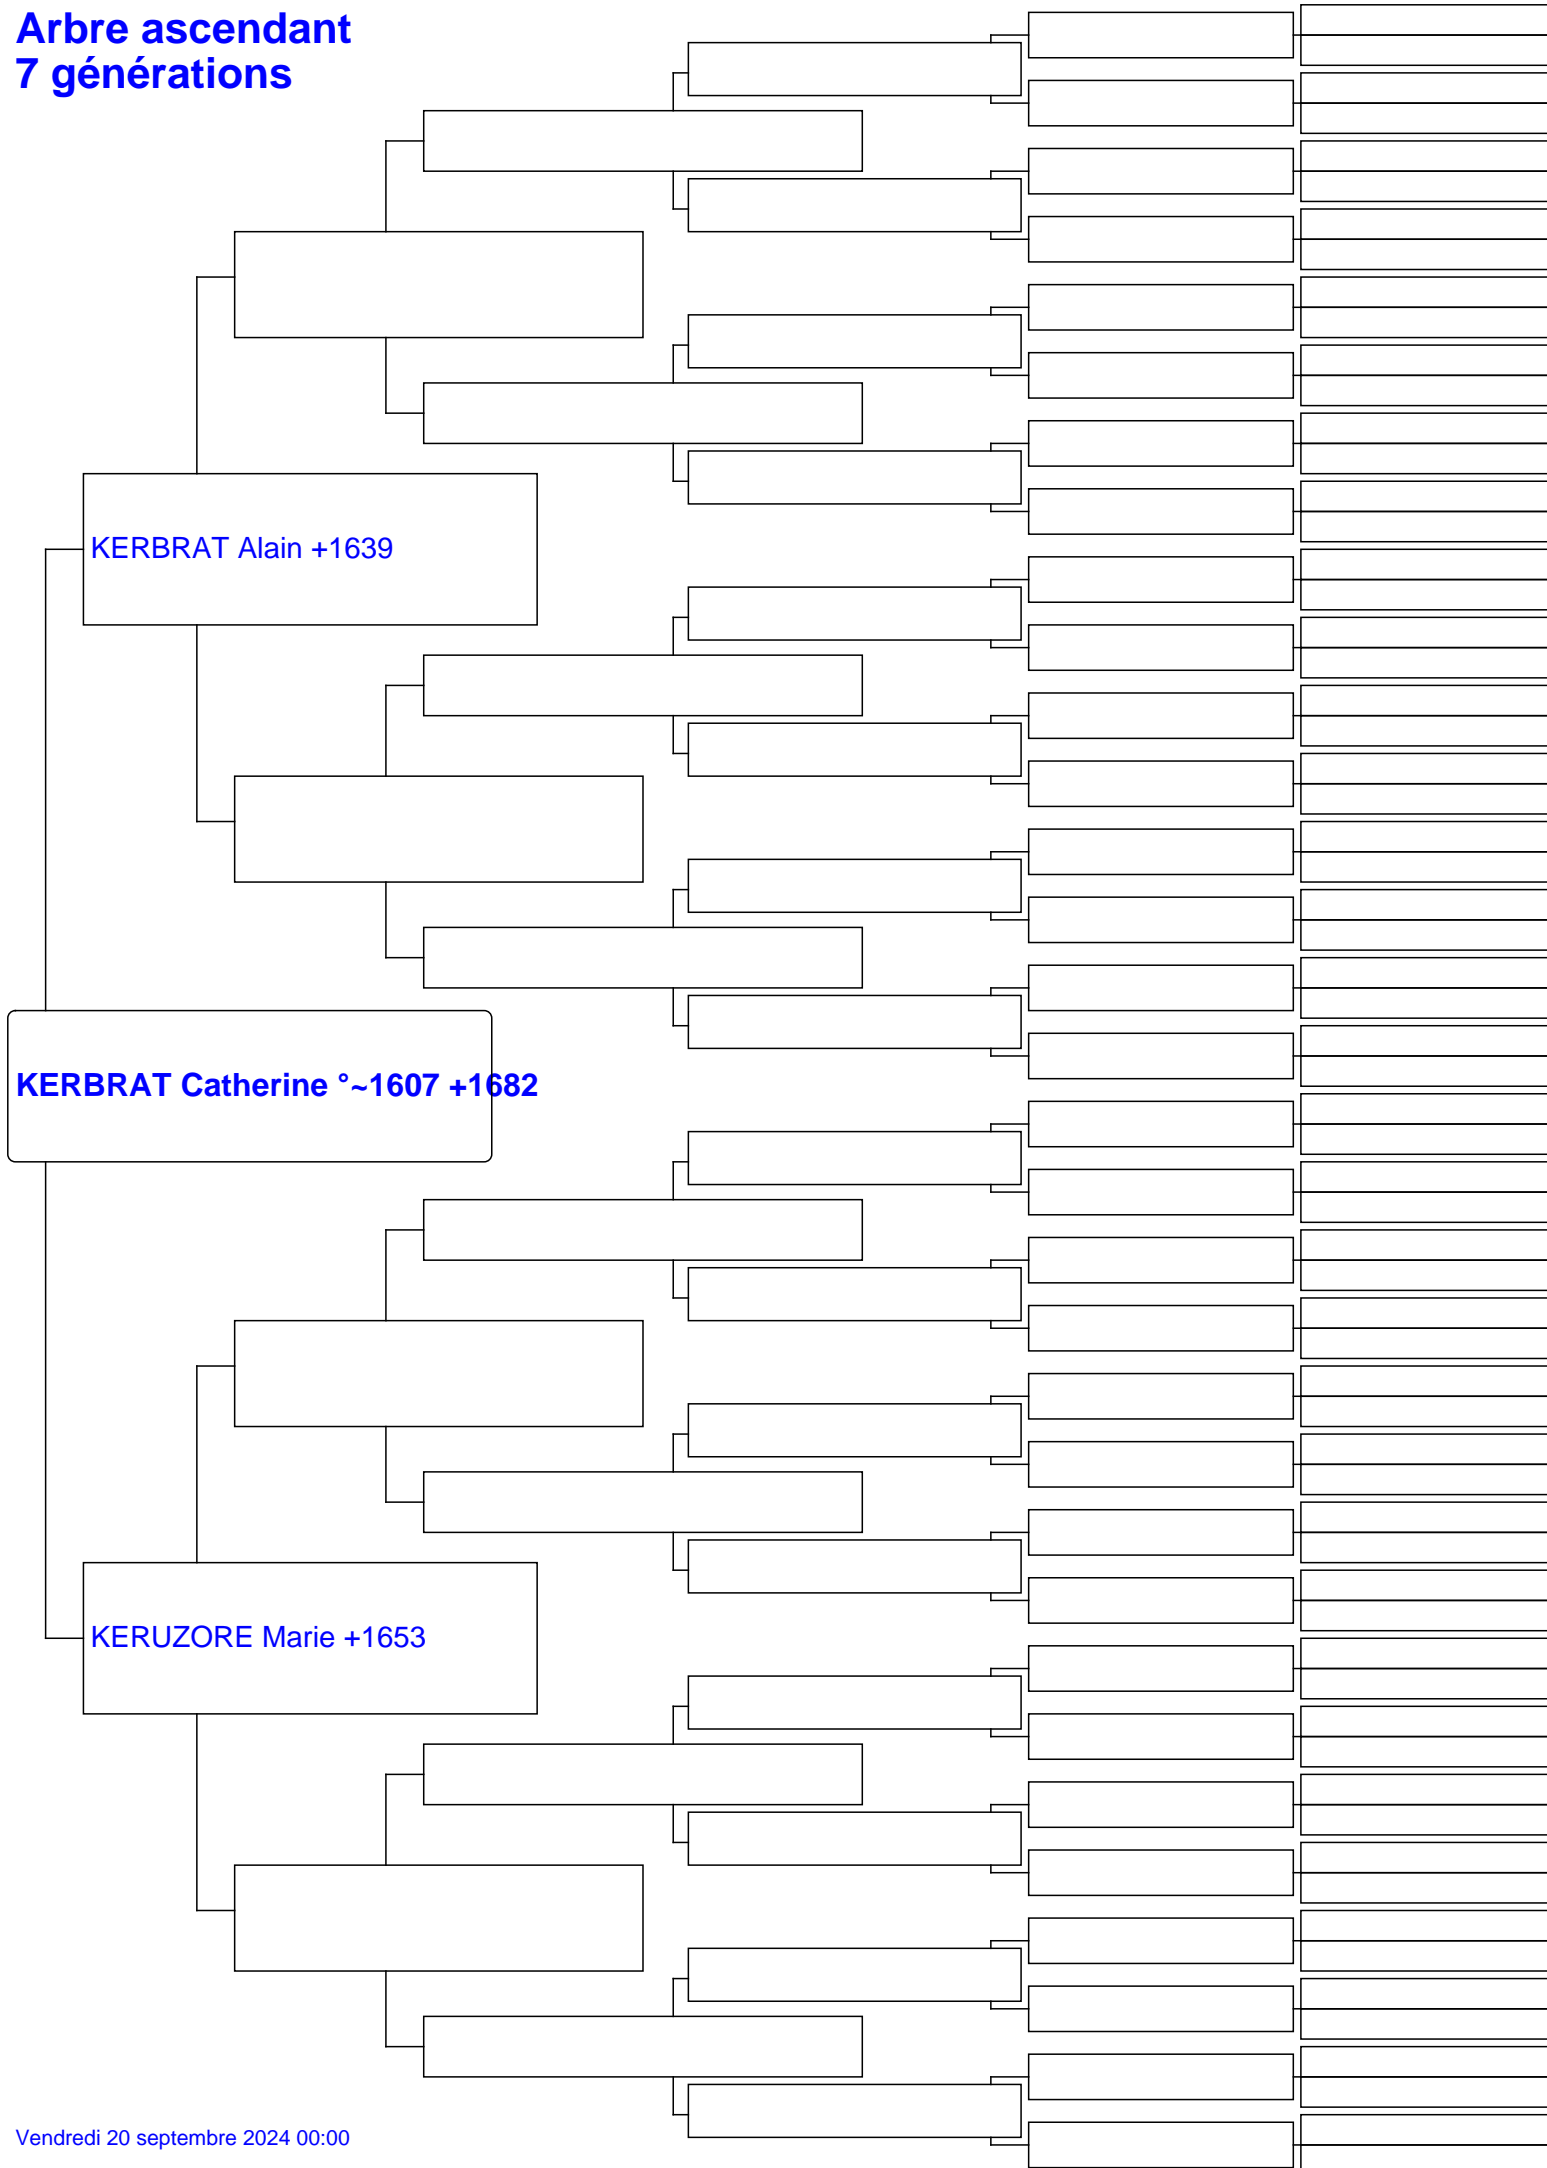 Arbre ascendant
7 générations
KERBRAT Alain +1639
KERBRAT Catherine °~1607 +1682
KERUZORE Marie +1653
Vendredi 20 septembre 2024 00:00